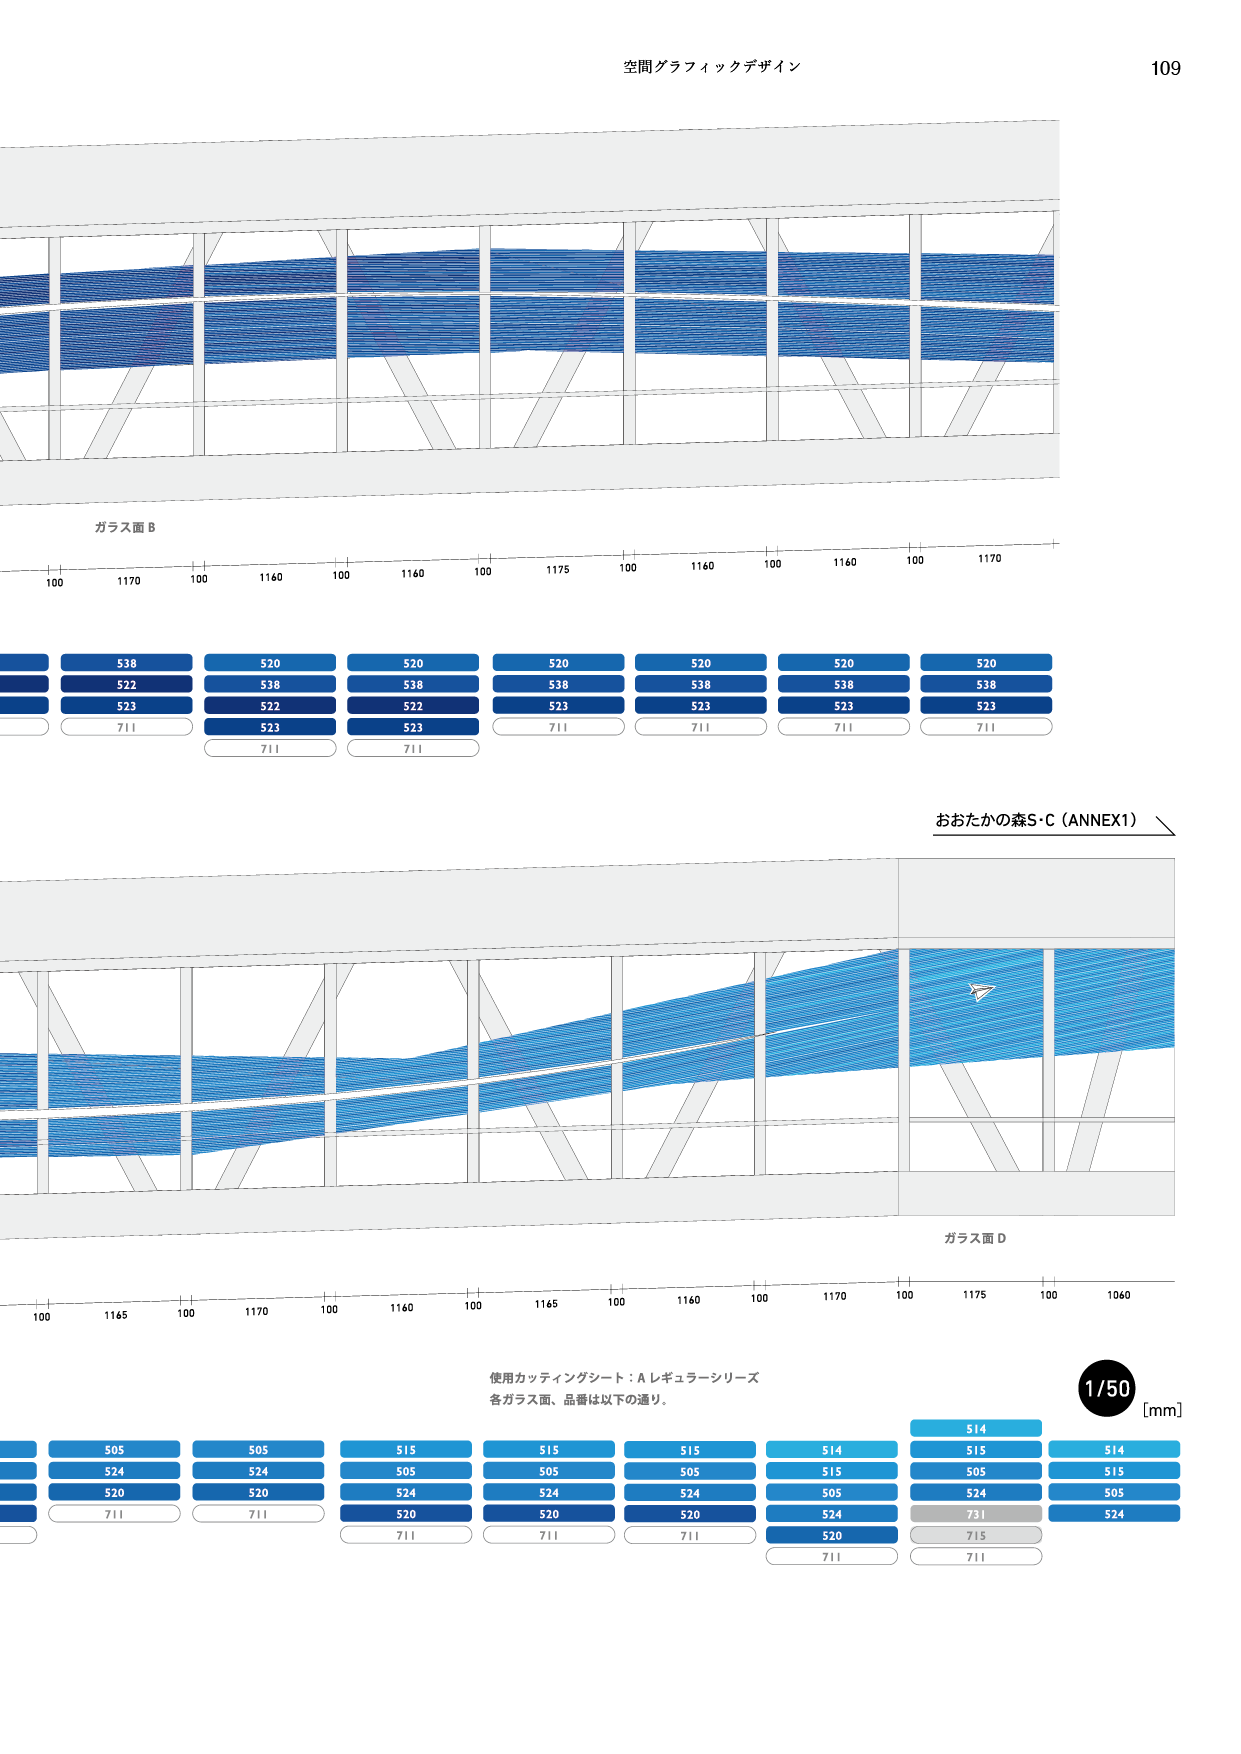 空間グラフィックデザイン
109
ガラス面 B
100 1170 100 1160 100 1160 100 1175 100 1160 100 1160 100 1170
538 520 520 520 520 520 520
522 538 538 538 538 538 538
523 522 522 523 523 523 523
711 523 523 711 711 711 711
711 711
おおたかの森S・C（ANNEX1）
ガラス面 D
100 1165 100 1170 100 1160 100 1165 100 1160 100 1170 100 1175 100 1060
使用カッティングシート：A レギュラーシリーズ
各ガラス面、品番は以下の通り。
1/50
[mm]
514
505 505 515 515 515 514 515 514
524 524 505 505 505 515 505 515
520 520 524 524 524 505 524 505
711 711 520 520 520 524 731 524
711 711 711 520 715
711 711